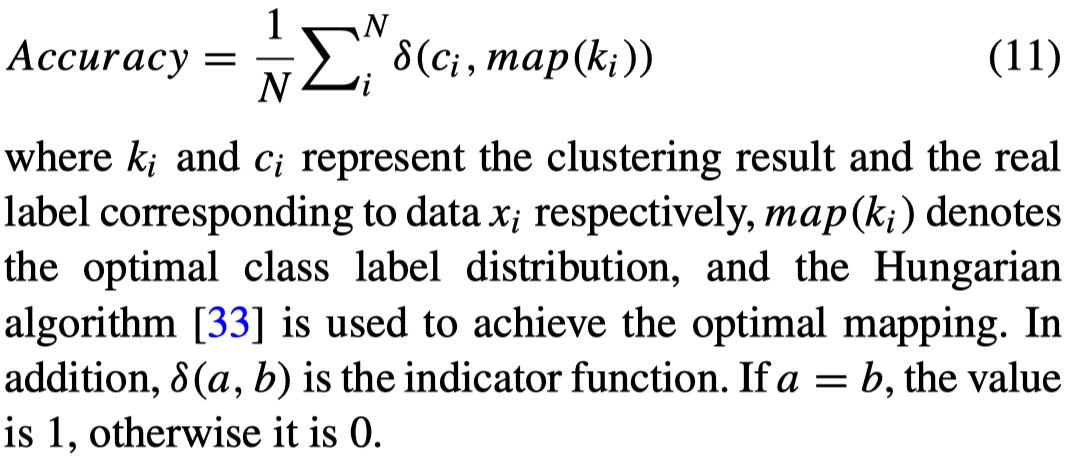 Accuracy = \frac{1}{N} \sum_{i}^{N} δ(c_i, map(k_i)) (11)
where k_i and c_i represent the clustering result and the real
label corresponding to data x_i respectively, map(k_i) denotes
the optimal class label distribution, and the Hungarian
algorithm [33] is used to achieve the optimal mapping. In
addition, δ(a, b) is the indicator function. If a = b, the value
is 1, otherwise it is 0.